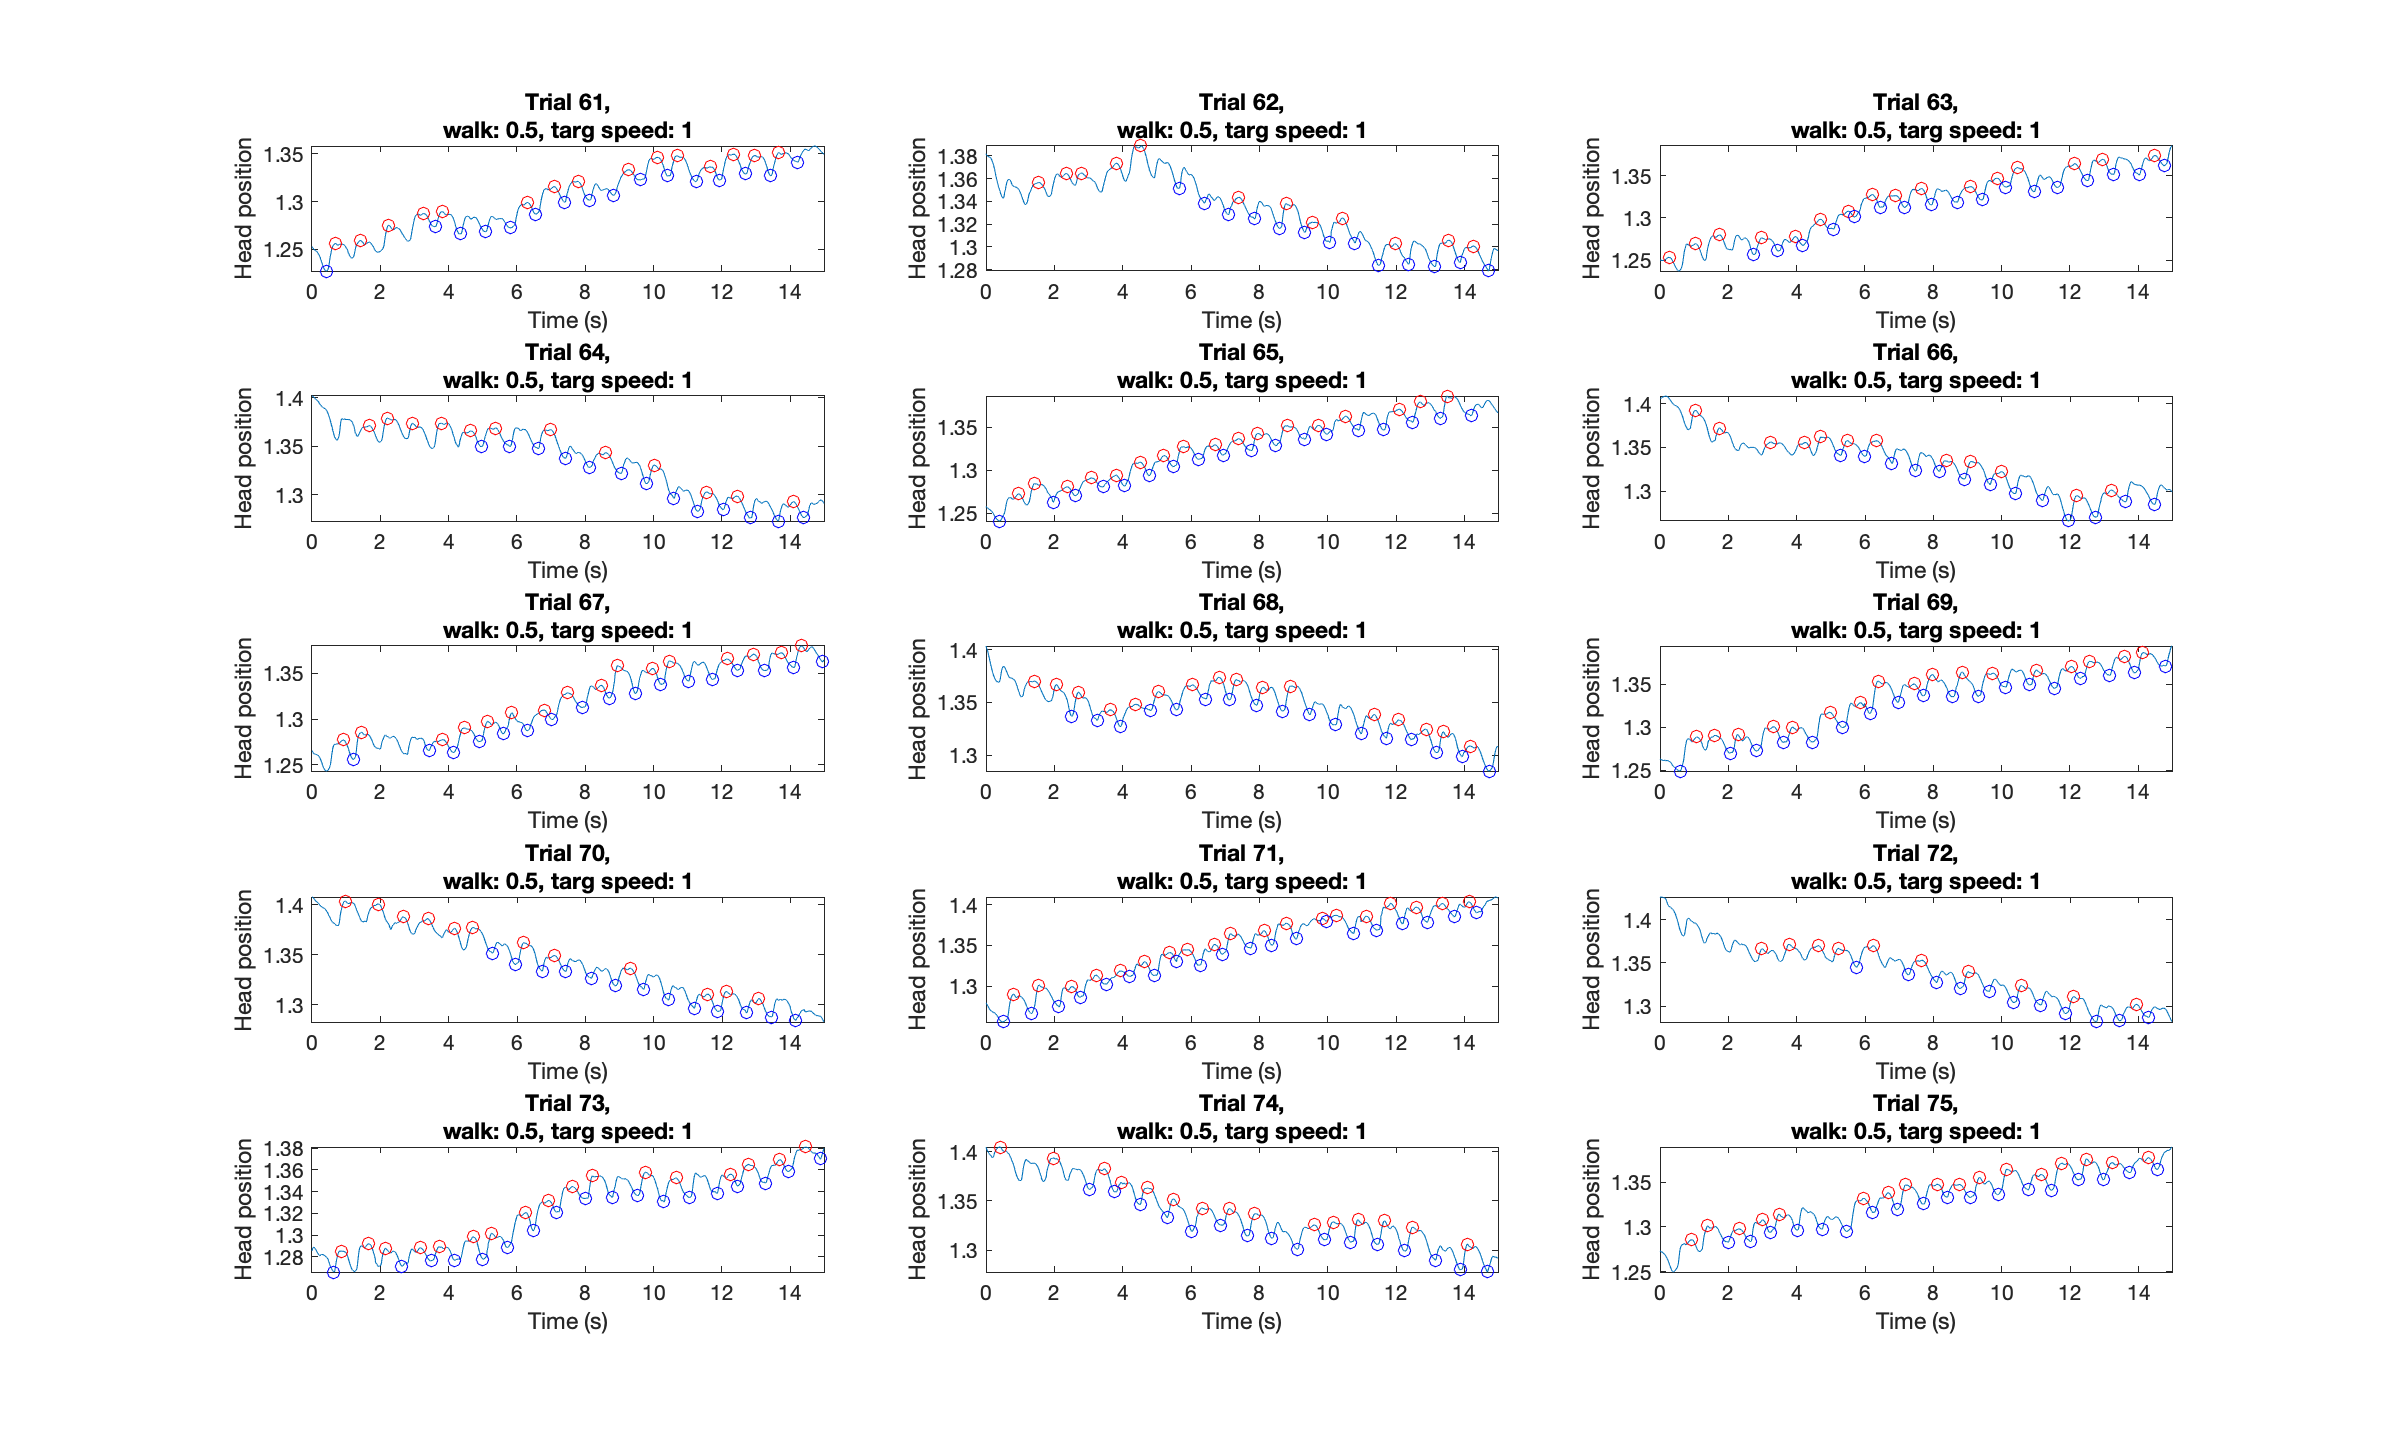 Trial 61,
walk: 0.5, targ speed: 1
Head position
1.35
1.3
1.25
0 2 4 6 8 10 12 14
Time (s)
Trial 62,
walk: 0.5, targ speed: 1
Head position
1.38
1.36
1.34
1.32
1.3
1.28
0 2 4 6 8 10 12 14
Time (s)
Trial 63,
walk: 0.5, targ speed: 1
Head position
1.35
1.3
1.25
0 2 4 6 8 10 12 14
Time (s)
Trial 64,
walk: 0.5, targ speed: 1
Head position
1.4
1.35
1.3
0 2 4 6 8 10 12 14
Time (s)
Trial 65,
walk: 0.5, targ speed: 1
Head position
1.35
1.3
1.25
0 2 4 6 8 10 12 14
Time (s)
Trial 66,
walk: 0.5, targ speed: 1
Head position
1.4
1.35
1.3
0 2 4 6 8 10 12 14
Time (s)
Trial 67,
walk: 0.5, targ speed: 1
Head position
1.35
1.3
1.25
0 2 4 6 8 10 12 14
Time (s)
Trial 68,
walk: 0.5, targ speed: 1
Head position
1.4
1.35
1.3
0 2 4 6 8 10 12 14
Time (s)
Trial 69,
walk: 0.5, targ speed: 1
Head position
1.35
1.3
1.25
0 2 4 6 8 10 12 14
Time (s)
Trial 70,
walk: 0.5, targ speed: 1
Head position
1.4
1.35
1.3
0 2 4 6 8 10 12 14
Time (s)
Trial 71,
walk: 0.5, targ speed: 1
Head position
1.4
1.35
1.3
0 2 4 6 8 10 12 14
Time (s)
Trial 72,
walk: 0.5, targ speed: 1
Head position
1.4
1.35
1.3
0 2 4 6 8 10 12 14
Time (s)
Trial 73,
walk: 0.5, targ speed: 1
Head position
1.38
1.36
1.34
1.32
1.3
1.28
0 2 4 6 8 10 12 14
Time (s)
Trial 74,
walk: 0.5, targ speed: 1
Head position
1.4
1.35
1.3
0 2 4 6 8 10 12 14
Time (s)
Trial 75,
walk: 0.5, targ speed: 1
Head position
1.35
1.3
1.25
0 2 4 6 8 10 12 14
Time (s)